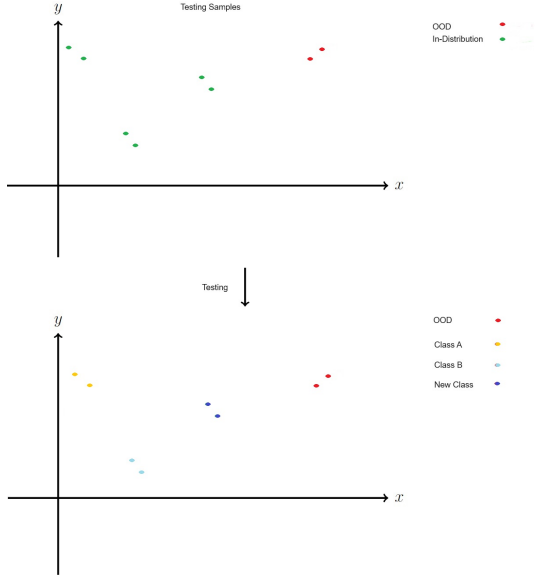 y
Testing Samples
OOD
In-Distribution
x
Testing
y
OOD
Class A
Class B
New Class
x